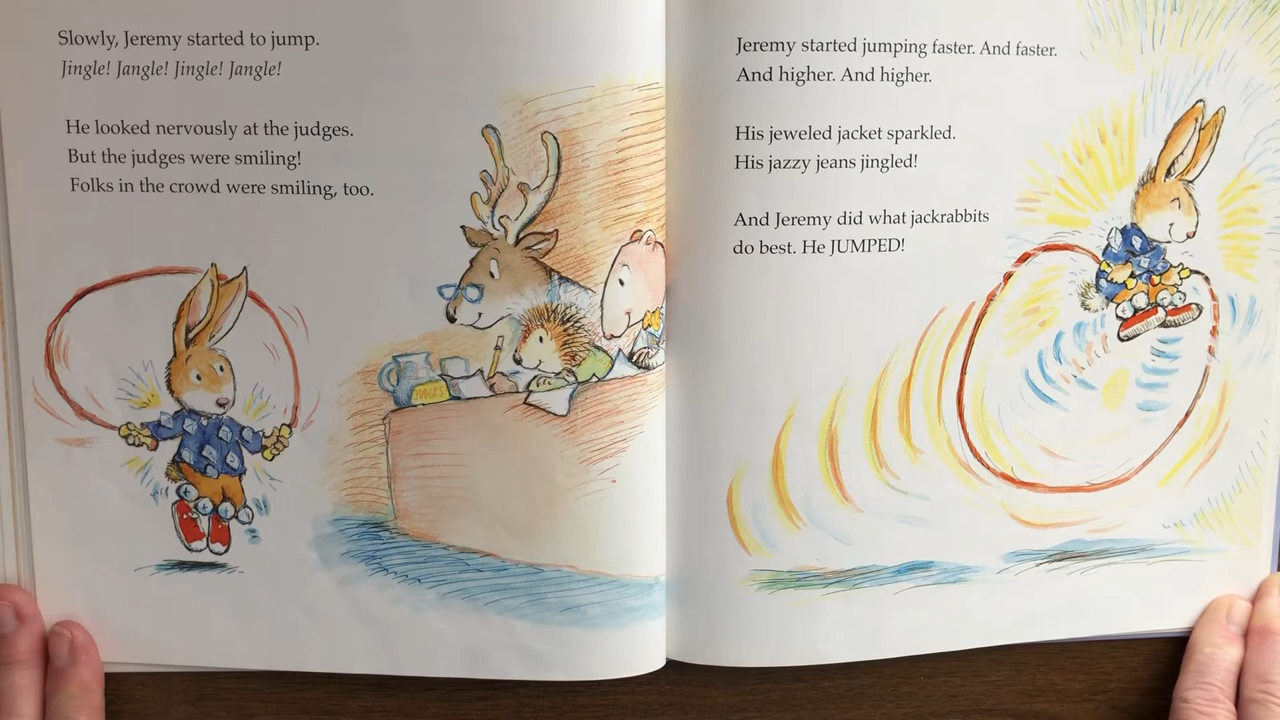 Slowly, Jeremy started to jump.
Jingle! Jangle! Jingle! Jangle!
He looked nervously at the judges.
But the judges were smiling!
Folks in the crowd were smiling, too.
Jeremy started jumping faster. And faster.
And higher. And higher.
His jeweled jacket sparkled.
His jazzy jeans jingled!
And Jeremy did what jackrabbits
do best. He JUMPED!